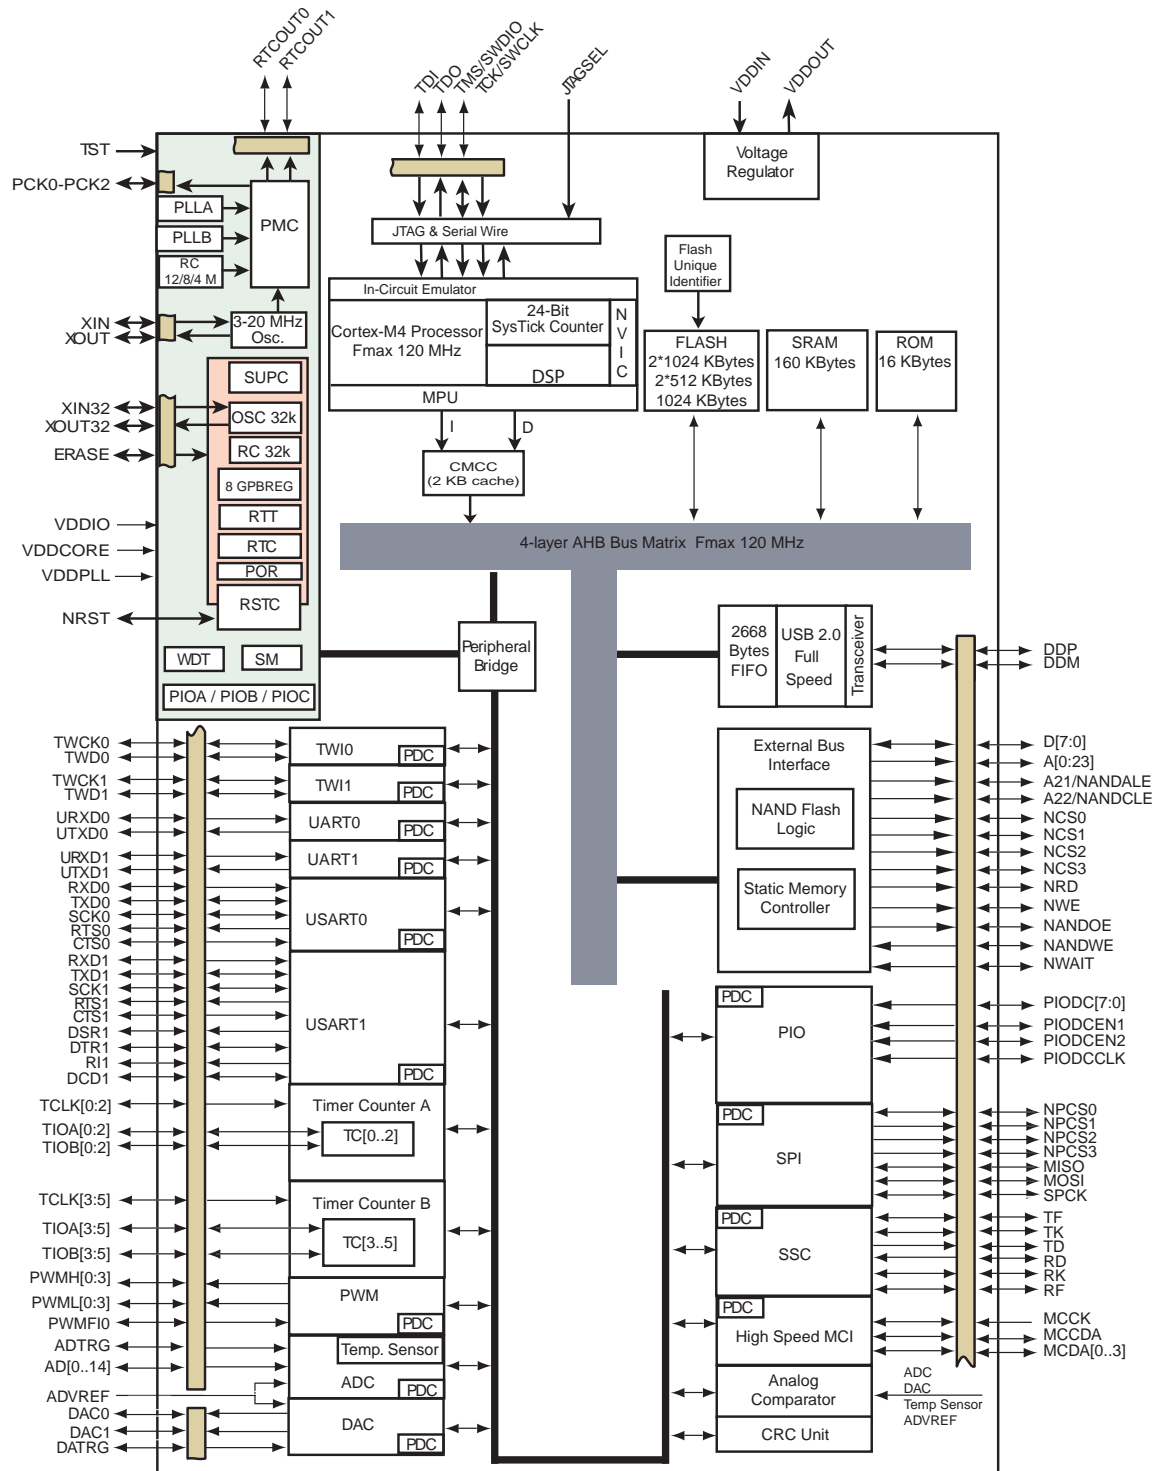 RTCOUT0
RTCOUT1
TDI
TDO
TMS/SWDIO
TCK/SWCLK
JTAGSEL
VDDIN
VDDOUT
TST
PCK0-PCK2
PLLA
PLLB
RC
12/8/4 M
PMC
XIN
XOUT
3-20 MHz
Osc.
SUPC
XIN32
XOUT32
OSC 32k
ERASE
RC 32k
8 GPBREG
RTT
VDDIO
RTC
VDDCORE
POR
VDDPLL
RSTC
NRST
WDT
SM
PIOA / PIOB / PIOC
JTAG & Serial Wire
In-Circuit Emulator
Cortex-M4 Processor
Fmax 120 MHz
24-Bit
SysTick Counter
DSP
N
V
I
C
MPU
I
D
CMCC
(2 KB cache)
Voltage
Regulator
Flash
Unique
Identifier
FLASH
2*1024 KBytes
2*512 KBytes
1024 KBytes
SRAM
160 KBytes
ROM
16 KBytes
4-layer AHB Bus Matrix Fmax 120 MHz
Peripheral
Bridge
2668
Bytes
FIFO
USB 2.0
Full
Speed
Transceiver
DDP
DDM
TWCK0
TWD0
TWI0
PDC
TWCK1
TWD1
TWI1
PDC
URXD0
UTXD0
UART0
PDC
URXD1
UTXD1
UART1
PDC
RXD0
TXD0
SCK0
RTS0
CTS0
USART0
PDC
RXD1
TXD1
SCK1
RTS1
CTS1
DSR1
DTR1
RI1
DCD1
USART1
PDC
TCLK[0:2]
TIOA[0:2]
TIOB[0:2]
Timer Counter A
TC[0..2]
TCLK[3:5]
TIOA[3:5]
TIOB[3:5]
Timer Counter B
TC[3..5]
PWMH[0:3]
PWML[0:3]
PWMFI0
PWM
PDC
ADTRG
AD[0..14]
ADVREF
Temp. Sensor
ADC
PDC
DAC0
DAC1
DATRG
DAC
PDC
External Bus
Interface
NAND Flash
Logic
Static Memory
Controller
D[7:0]
A[0:23]
A21/NANDALE
A22/NANDCLE
NCS0
NCS1
NCS2
NCS3
NRD
NWE
NANDOE
NANDWE
NWAIT
PDC
PIO
PIODC[7:0]
PIODCEN1
PIODCEN2
PIODCCLK
PDC
SPI
NPCS0
NPCS1
NPCS2
NPCS3
MISO
MOSI
SPCK
PDC
SSC
TF
TK
TD
RD
RK
RF
PDC
High Speed MCI
MCCK
MCCDA
MCDA[0..3]
Analog
Comparator
ADC
DAC
Temp Sensor
ADVREF
CRC Unit